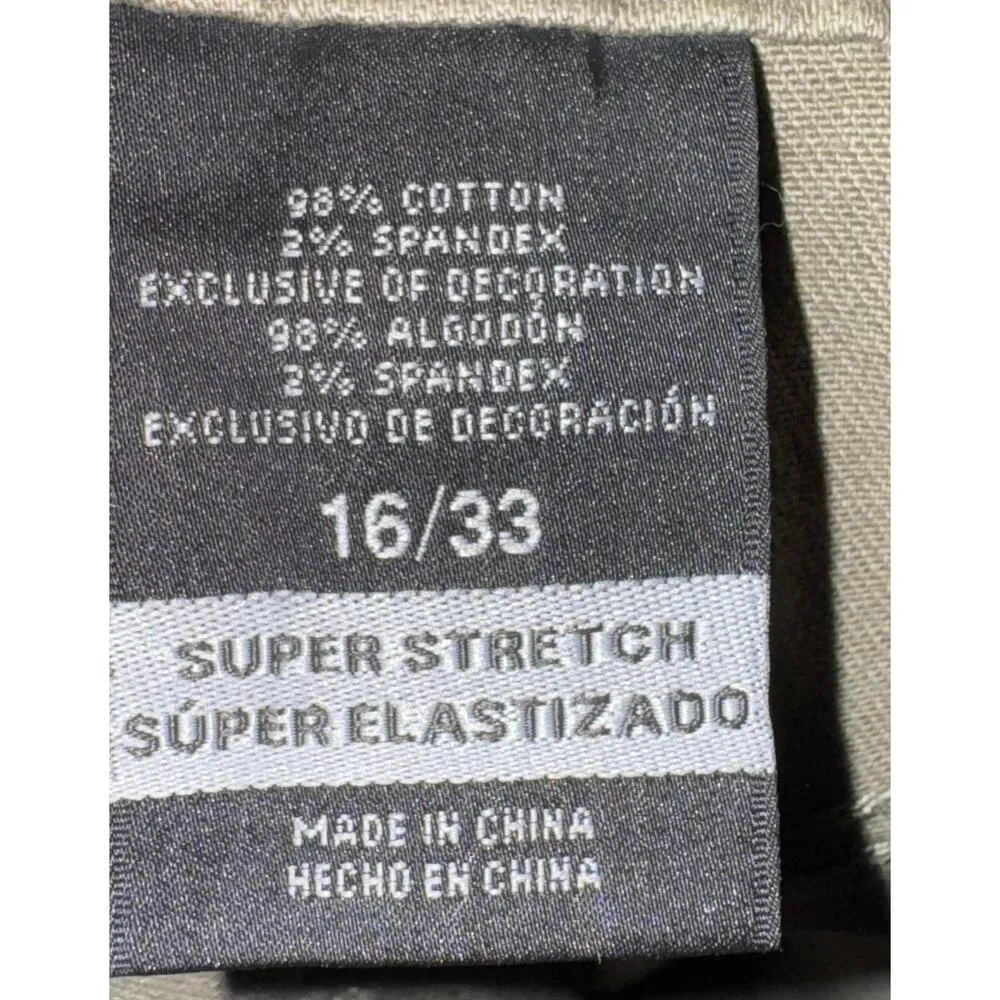 98% COTTON
2% SPANDEX
EXCLUSIVE OF DECORATION
98% ALGODÓN
2% SPANDEX
EXCLUSIVO DE DECORACIÓN
16/33
SUPER STRETCH
SÚPER ELASTIZADO
MADE IN CHINA
HECHO EN CHINA